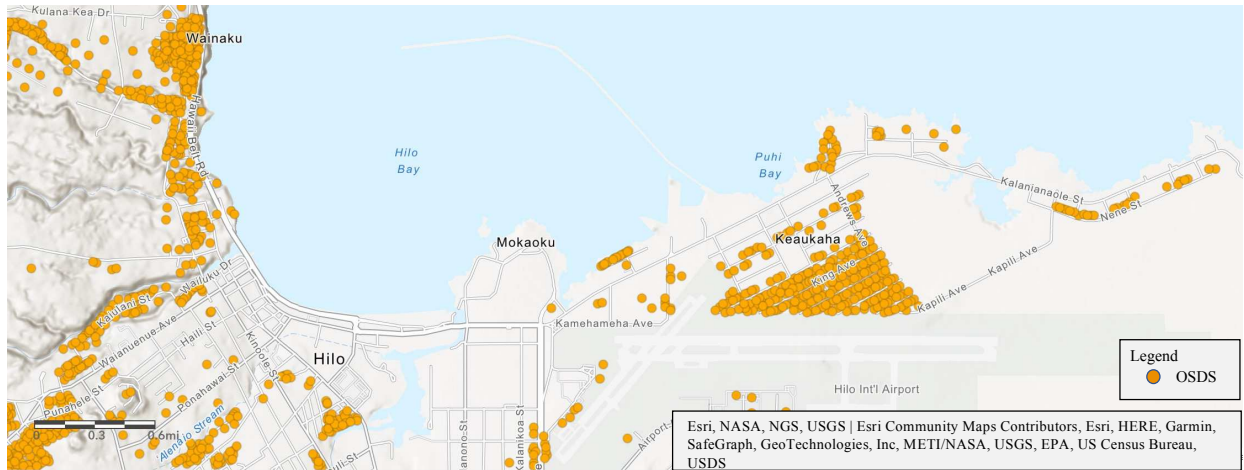 Kulana Kea Dr
Wainaku
Hawaii Belt Rd
Hilo
Bay
Puhi
Bay
Kalanianaole St
Nene St
Andrews Ave
Mokaoku
Keaukaha
King Ave
Kapili Ave
Kapili Ave
Wailuku Dr
Kaiulani St
Waianuenue Ave
Haili St
Kinoole St
Kamehameha Ave
Hilo
Ponahawai St
Punahele St
Hilo Int'l Airport
Alenaio Stream
0 0.3 0.6mi
Kalanikoa St
Airport
Legend
OSDS
Esri, NASA, NGS, USGS | Esri Community Maps Contributors, Esri, HERE, Garmin,
SafeGraph, GeoTechnologies, Inc, METI/NASA, USGS, EPA, US Census Bureau,
USDS